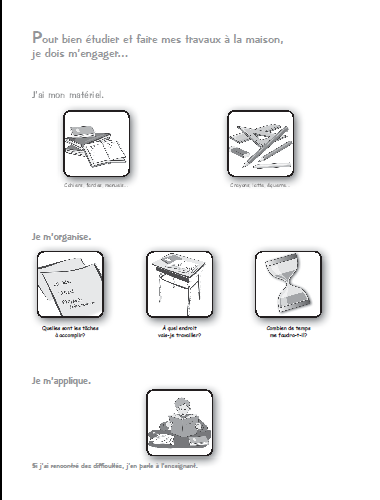 Pour bien étudier et faire mes travaux à la maison,
je dois m'engager...
J'ai mon matériel.
Cahiers, textes, manuels...
Crayons, latte, équerre...
Je m'organise.
Quelles sont les tâches
à accomplir?
À quel endroit
vais-je travailler?
Combien de temps
me faudra-t-il?
Je m'applique.
Si j'ai rencontré des difficultés, j'en parle à l'enseignant.